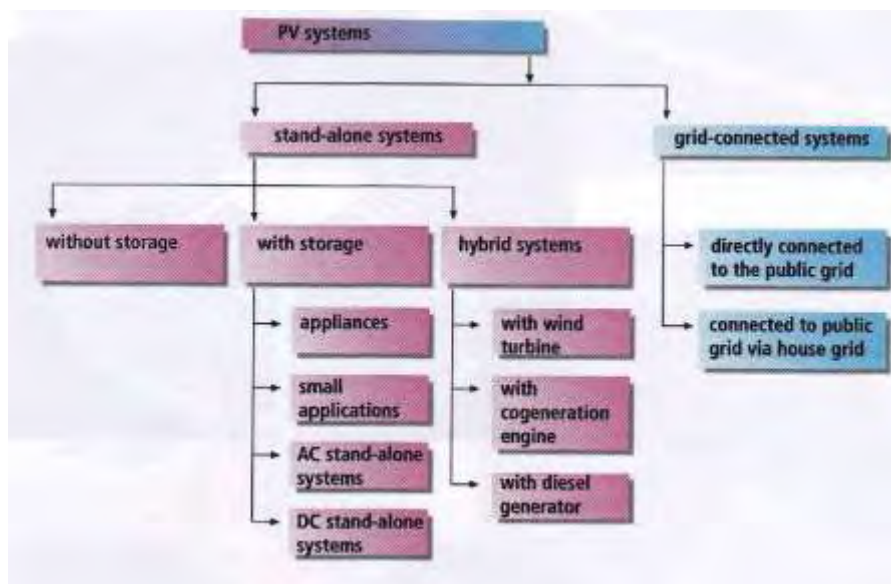 PV systems
stand-alone systems
grid-connected systems
without storage
with storage
hybrid systems
directly connected
to the public grid
appliances
with wind
turbine
connected to public
grid via house grid
small
applications
with
cogeneration
engine
AC stand-alone
systems
with diesel
generator
DC stand-alone
systems